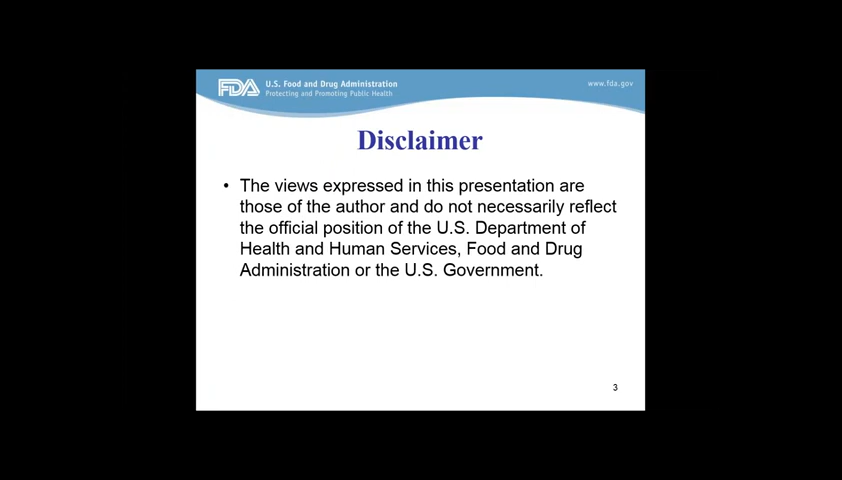 FDA U.S. Food and Drug Administration
Protecting and Promoting Public Health
www.fda.gov
Disclaimer
• The views expressed in this presentation are
those of the author and do not necessarily reflect
the official position of the U.S. Department of
Health and Human Services, Food and Drug
Administration or the U.S. Government.
3